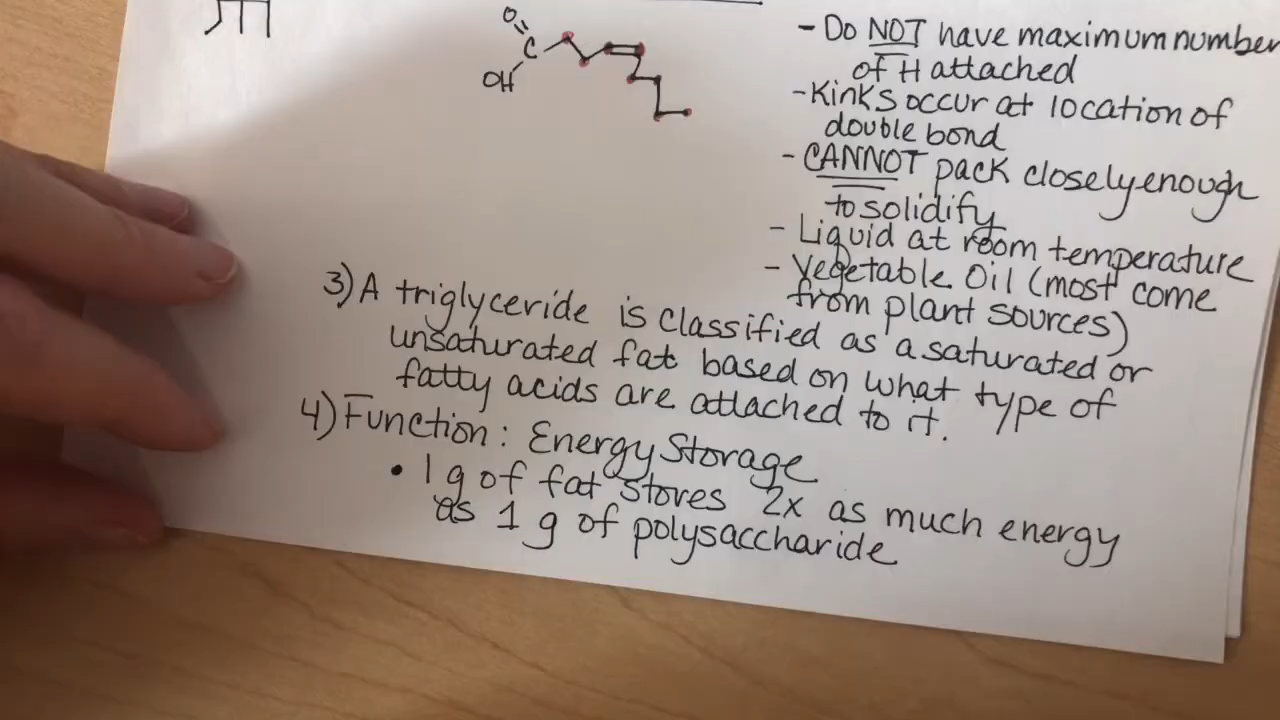 O
C
OH
- Do NOT have maximum number
of H attached
- Kinks occur at location of
double bond
- CANNOT pack closely enough
to solidify
- Liquid at room temperature
- Vegetable Oil (most come
from plant sources)
3) A triglyceride is classified as a saturated or
unsaturated fat based on what type of
fatty acids are attached to it.
4) Function: Energy Storage
• 1 g of fat stores 2x as much energy
as 1 g of polysaccharide